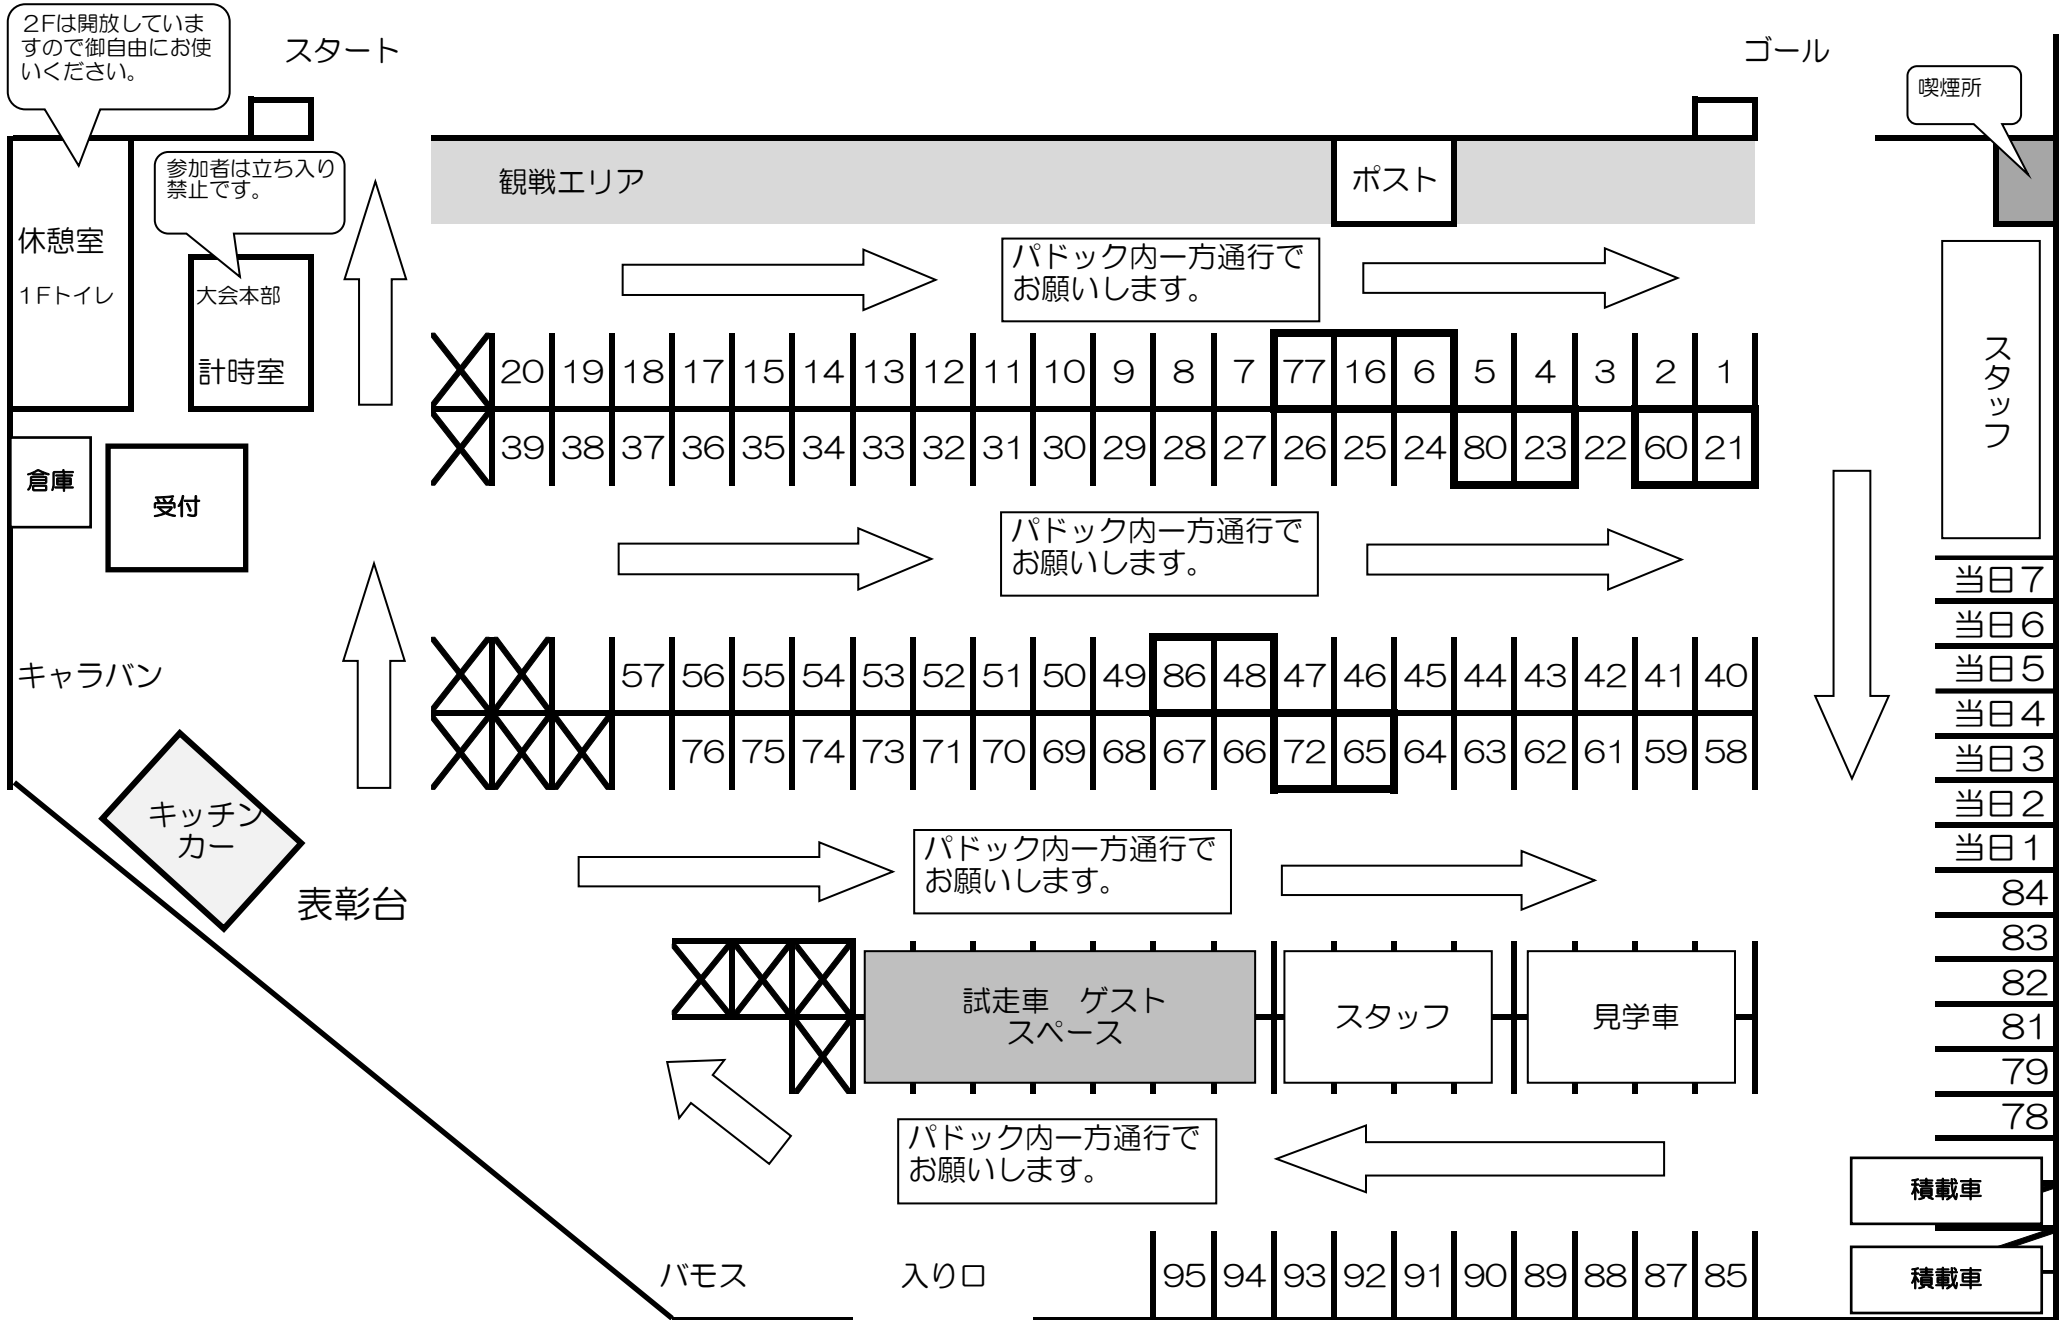 ２Fは開放していま
すので御自由にお使
いください。
スタート
ゴール
喫煙所
参加者は立ち入り
禁止です。
観戦エリア
ポスト
休憩室
１Fトイレ
大会本部
計時室
パドック内一方通行で
お願いします。
スタッフ
20 19 18 17 15 14 13 12 11 10 9 8 7 77 16 6 5 4 3 2 1
39 38 37 36 35 34 33 32 31 30 29 28 27 26 25 24 80 23 22 60 21
倉庫
受付
パドック内一方通行で
お願いします。
当日７
当日６
当日５
当日４
当日３
当日２
当日１
84
83
82
81
79
78
キャラバン
57 56 55 54 53 52 51 50 49 86 48 47 46 45 44 43 42 41 40
76 75 74 73 71 70 69 68 67 66 72 65 64 63 62 61 59 58
キッチン
カー
表彰台
パドック内一方通行で
お願いします。
試走車　ゲスト
スペース
スタッフ
見学車
パドック内一方通行で
お願いします。
積載車
積載車
バモス
入り口
95 94 93 92 91 90 89 88 87 85